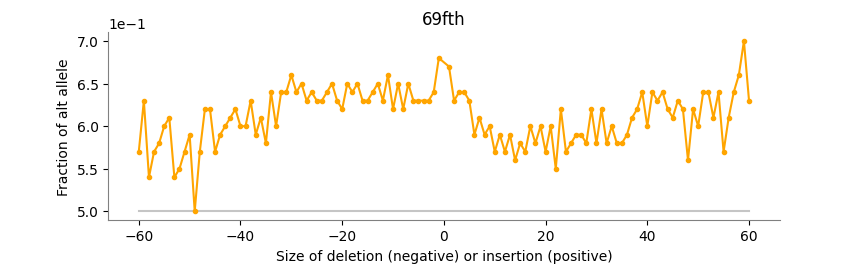 69fth
1e−1
7.0
6.5
6.0
5.5
5.0
Fraction of alt allele
−60 −40 −20 0 20 40 60
Size of deletion (negative) or insertion (positive)